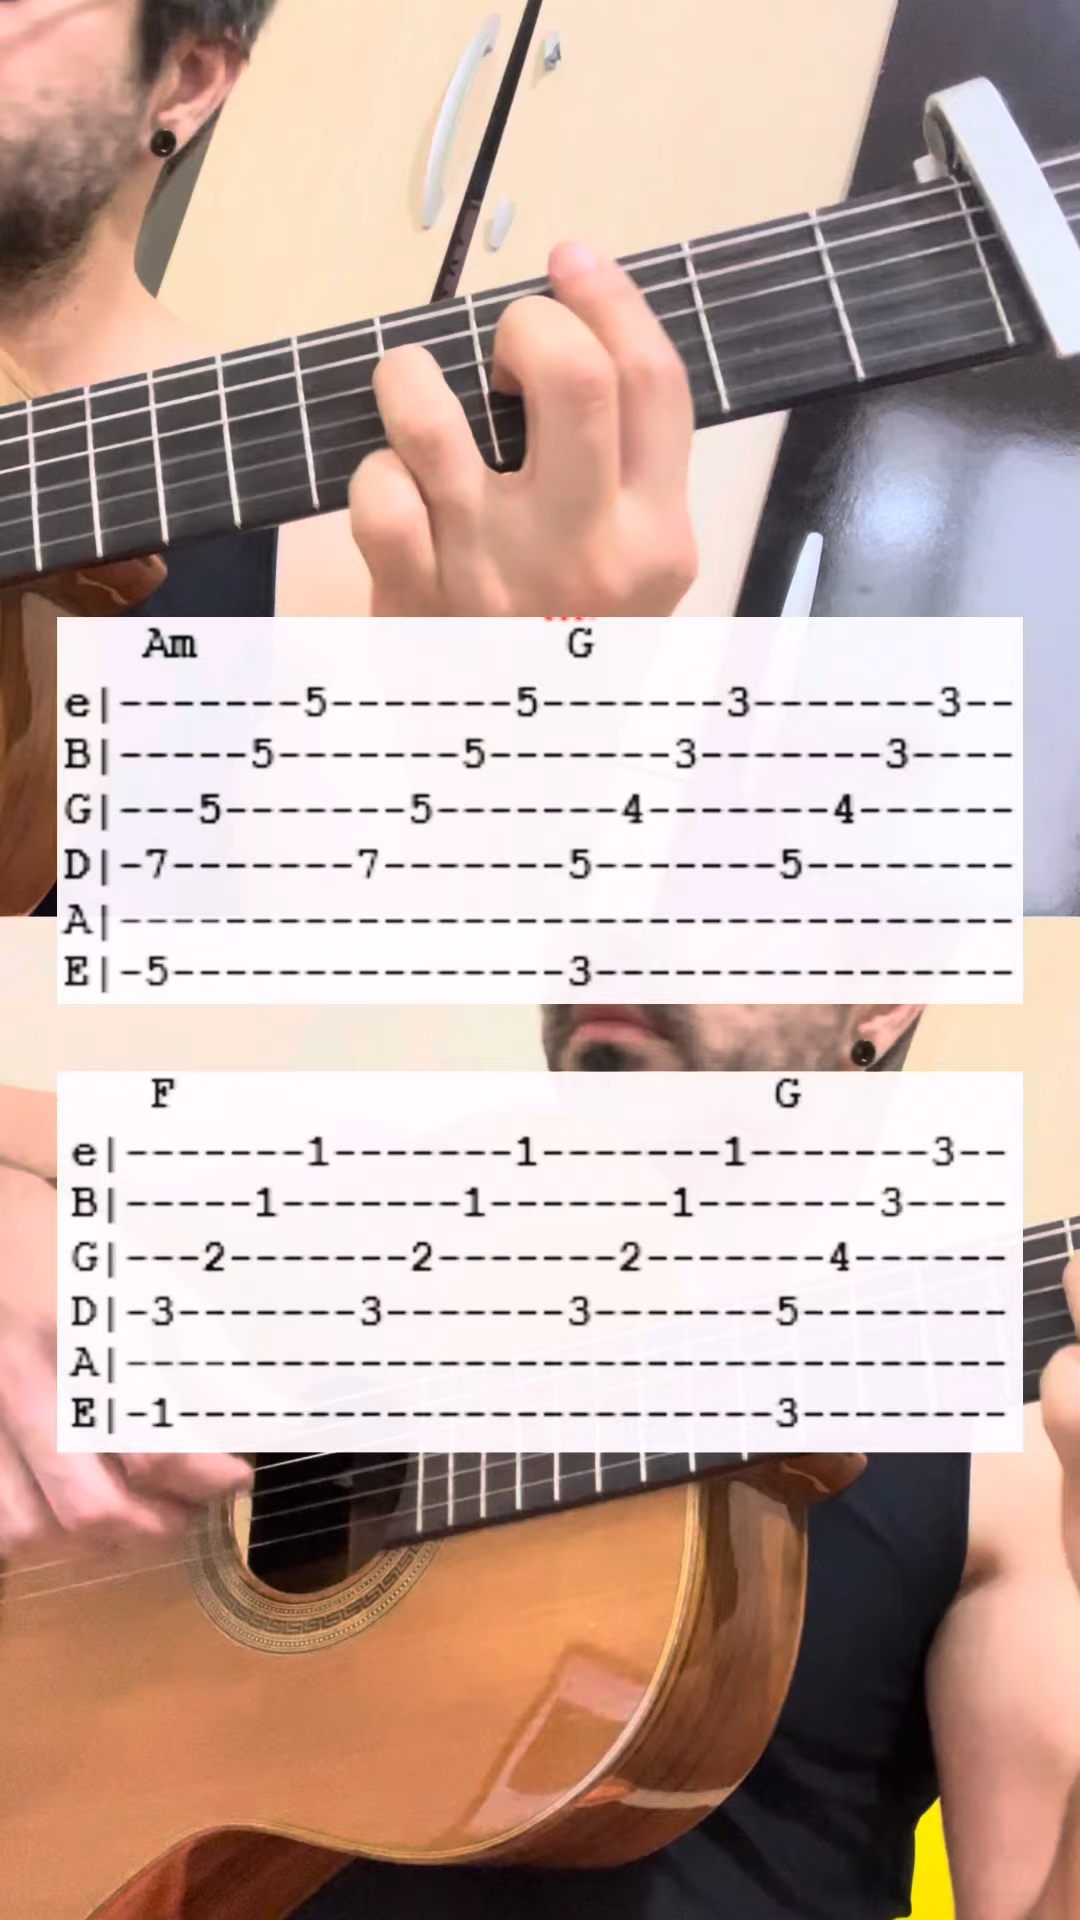 Am G
e|-------5-------5-------3-------3--
B|-----5-------5-------3-------3----
G|---5-------5-------4-------4------
D|-7-------7-------5-------5--------
A|----------------------------------
E|-5---------------3----------------
F G
e|-------1-------1-------1-------3--
B|-----1-------1-------1-------3----
G|---2-------2-------2-------4------
D|-3-------3-------3-------5--------
A|----------------------------------
E|-1-----------------------3--------